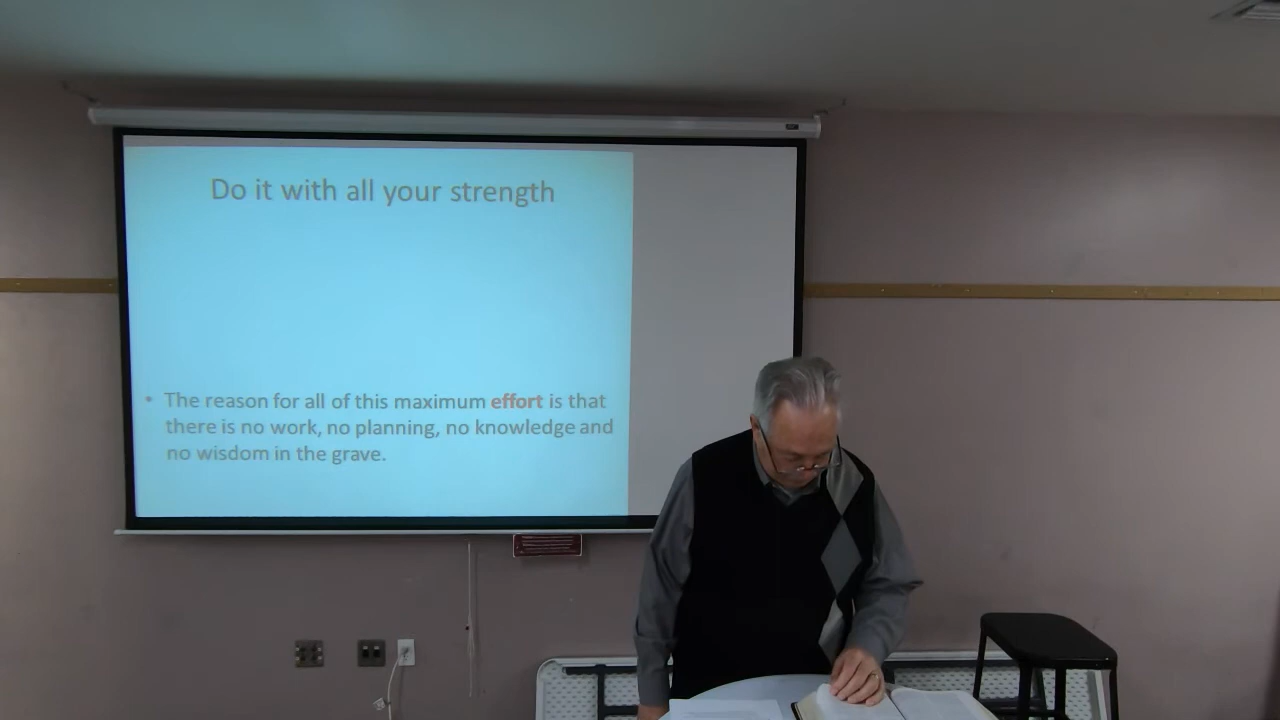 Do it with all your strength
• The reason for all of this maximum effort is that
there is no work, no planning, no knowledge and
no wisdom in the grave.